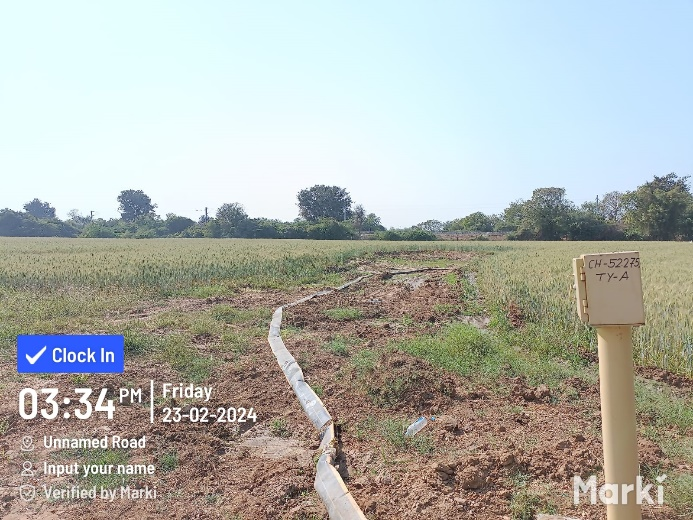 CH-52275
TY-A
Clock In
03:34 PM
Friday
23-02-2024
Unnamed Road
Input your name
Verified by Marki
Marki